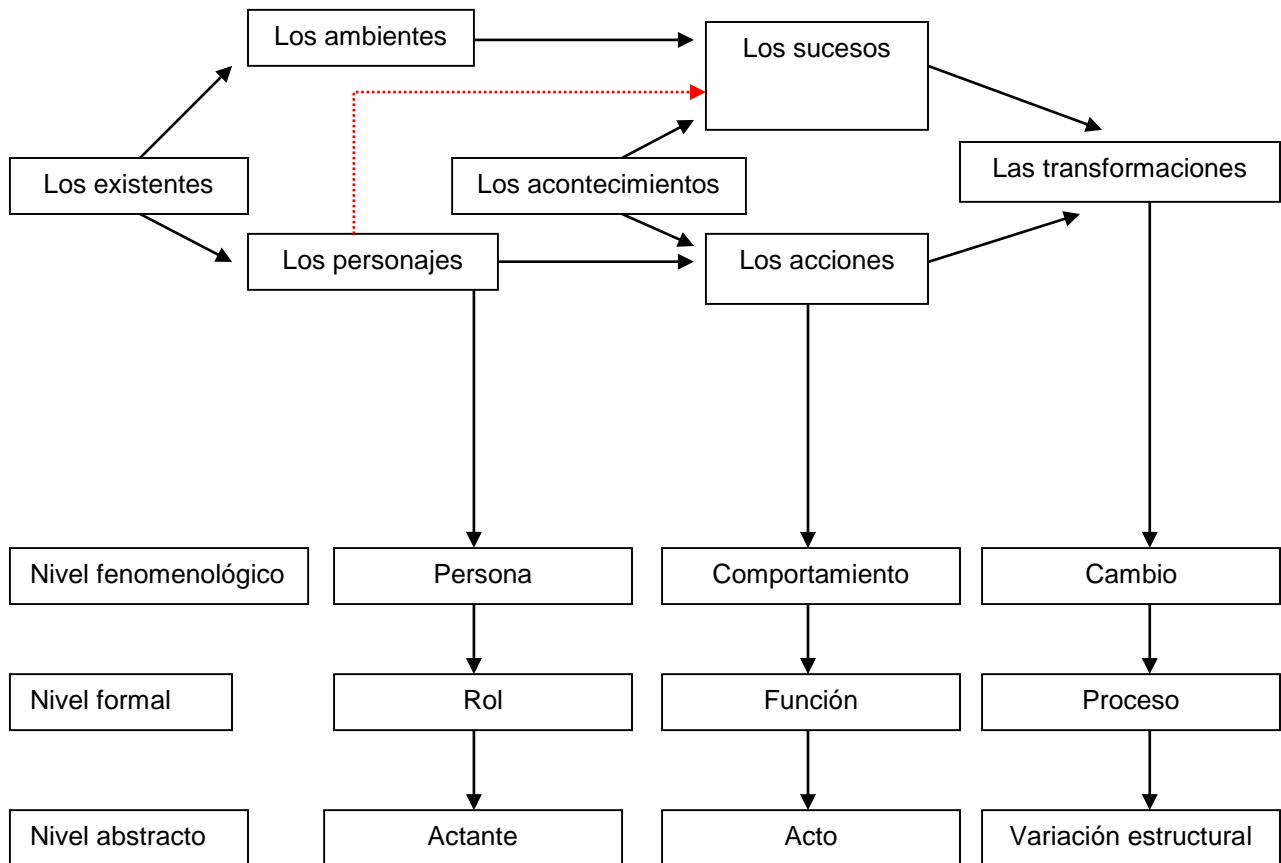 Los ambientes
Los sucesos
Los existentes
Los acontecimientos
Las transformaciones
Los personajes
Los acciones
Nivel fenomenológico
Persona
Comportamiento
Cambio
Nivel formal
Rol
Función
Proceso
Nivel abstracto
Actante
Acto
Variación estructural